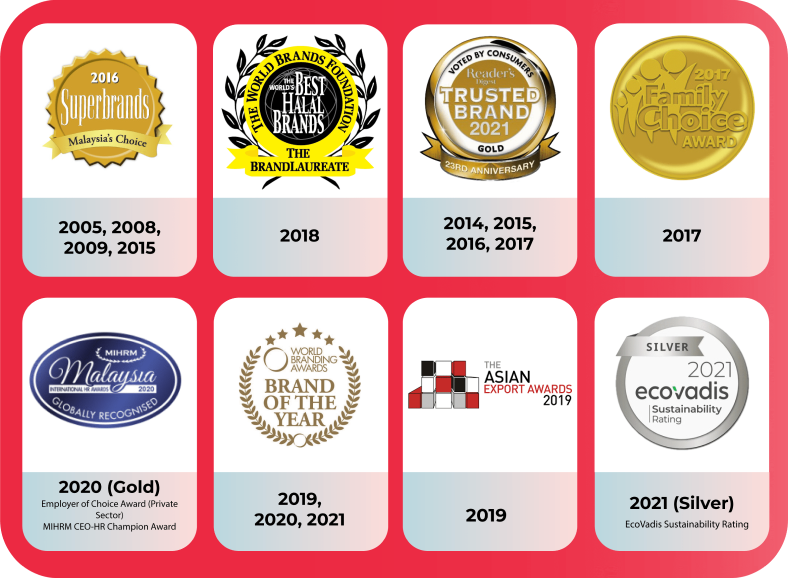 2016
Superbrands
Malaysia's Choice
2005, 2008,
2009, 2015
THE WORLD BRANDS FOUNDATION
THE
WORLD'S BEST
HALAL
BRANDS
THE
BRANDLAUREATE
2018
VOTED BY CONSUMERS
Reader's
Digest
TRUSTED
BRAND
2021
GOLD
23RD ANNIVERSARY
2014, 2015,
2016, 2017
2017
Family
Choice
AWARD
2017
MIHRM
Malaysia
INTERNATIONAL HR AWARDS 2020
GLOBALLY RECOGNISED
2020 (Gold)
Employer of Choice Award (Private
Sector)
MIHRM CEO-HR Champion Award
WORLD
BRANDING
AWARDS
BRAND
OF THE
YEAR
2019,
2020, 2021
THE
ASIAN
EXPORT AWARDS
2019
2019
SILVER
2021
ecovadis
Sustainability
Rating
2021 (Silver)
EcoVadis Sustainability Rating